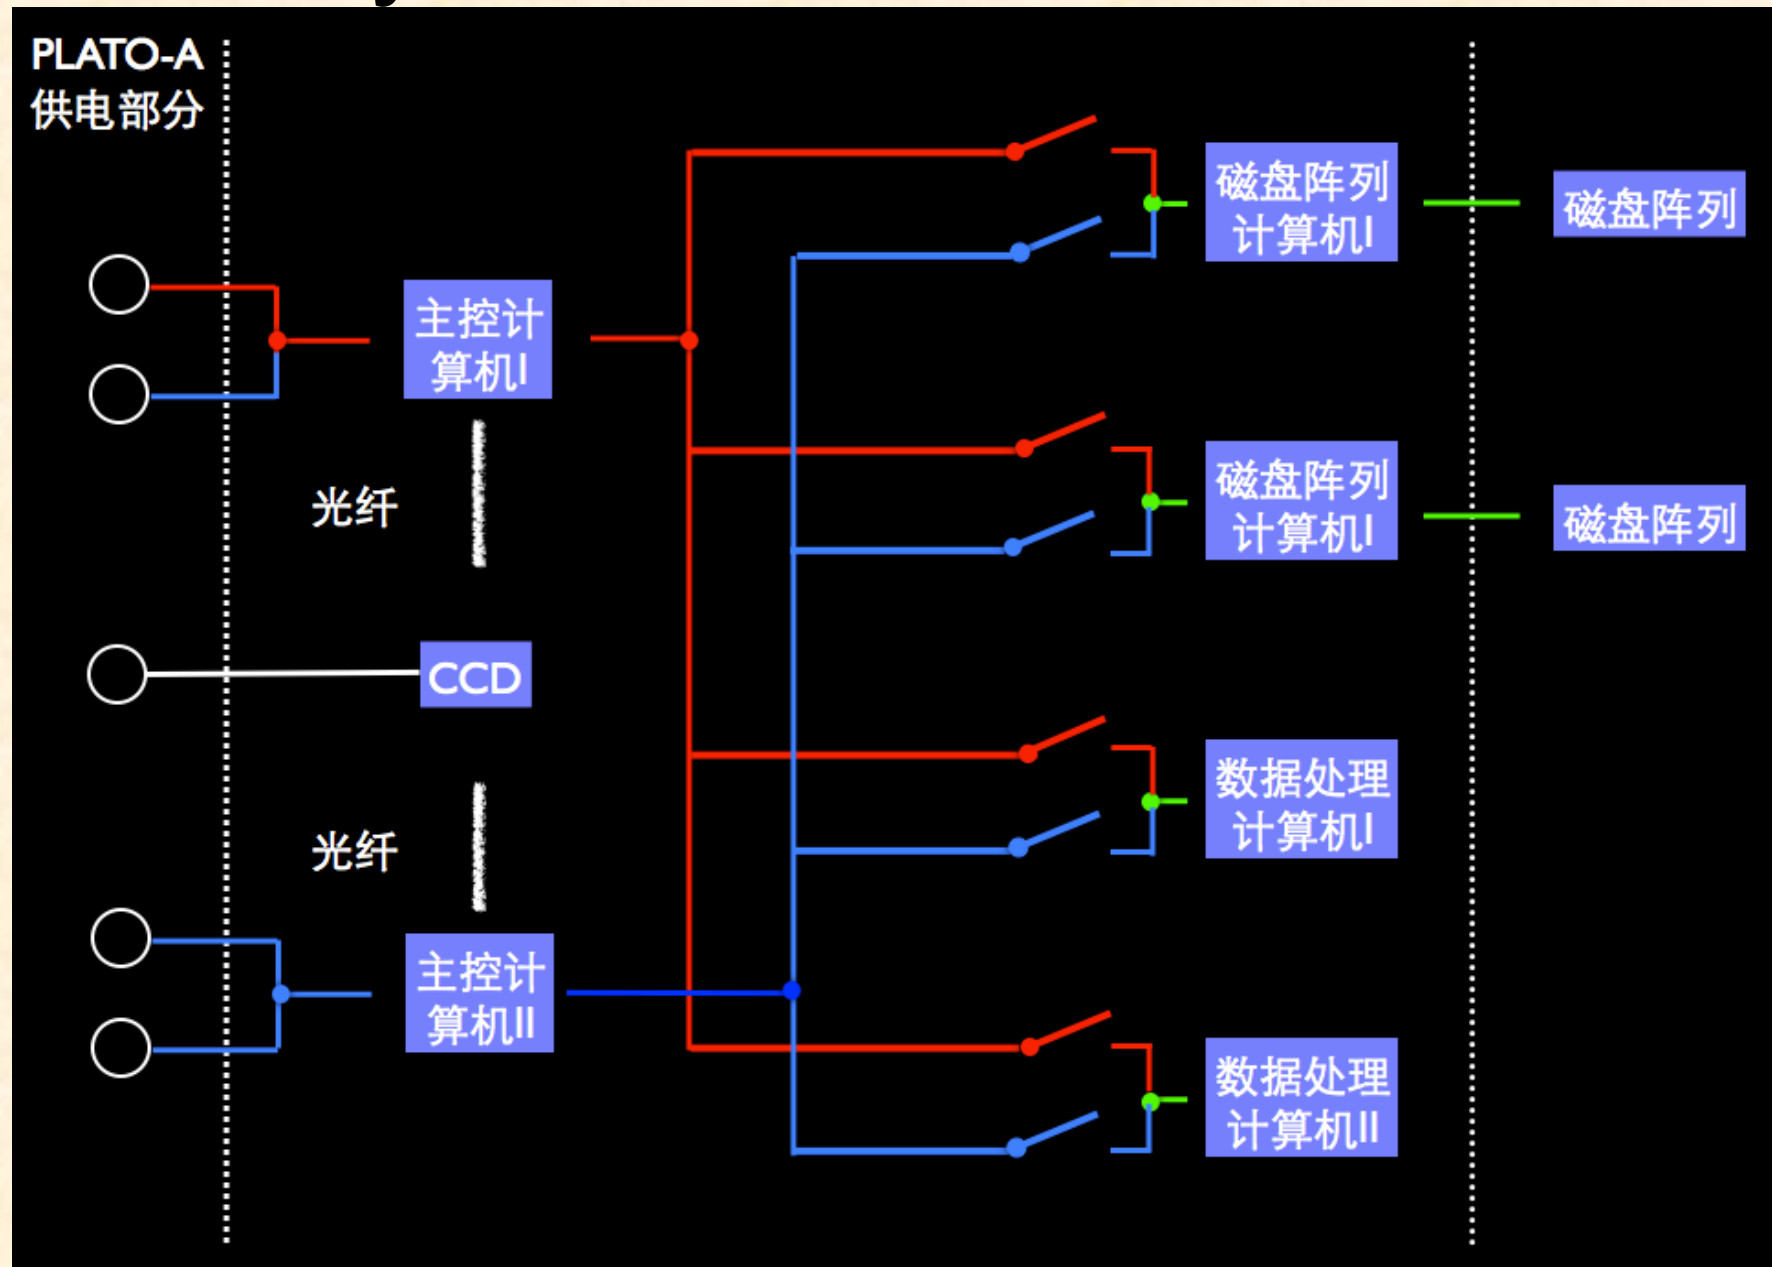 PLATO-A
供电部分
磁盘阵列
计算机I
磁盘阵列
主控计
算机I
光纤
磁盘阵列
计算机I
磁盘阵列
CCD
数据处理
计算机I
光纤
主控计
算机II
数据处理
计算机II